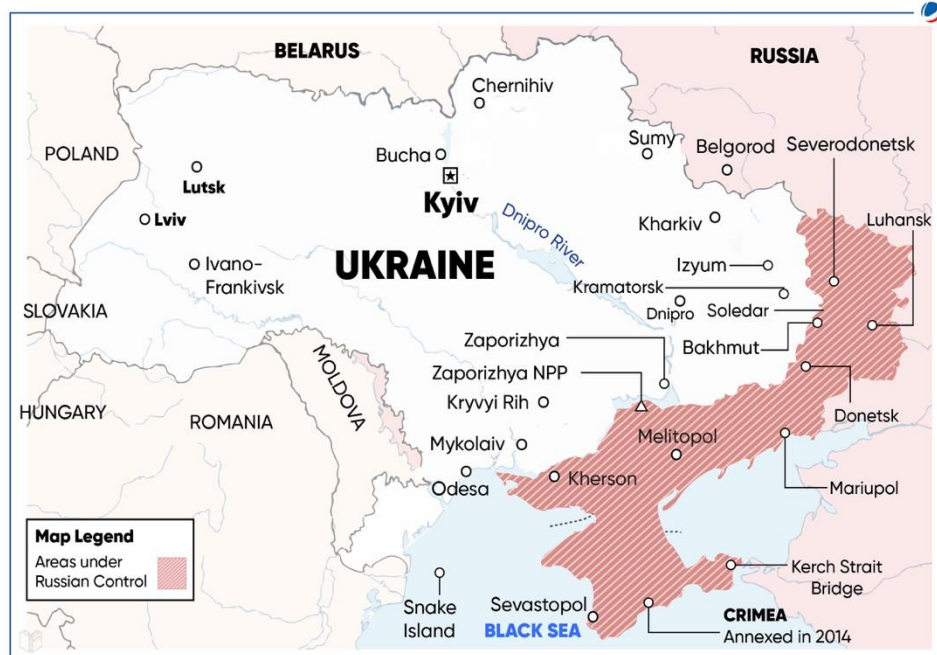 BELARUS
RUSSIA
Chernihiv
POLAND
Bucha
Sumy
Belgorod
Severodonetsk
Lutsk
Kyiv
Lviv
Dnipro River
Kharkiv
Luhansk
UKRAINE
Ivano-
Frankivsk
Izyum
Kramatorsk
SLOVAKIA
Dnipro
Soledar
Bakhmut
Zaporizhya
MOLDOVA
Zaporizhya NPP
HUNGARY
ROMANIA
Kryvyi Rih
Donetsk
Melitopol
Mykolaiv
Kherson
Odesa
Mariupol
Map Legend
Areas under
Russian Control
Kerch Strait
Bridge
Snake
Island
Sevastopol
BLACK SEA
CRIMEA
Annexed in 2014